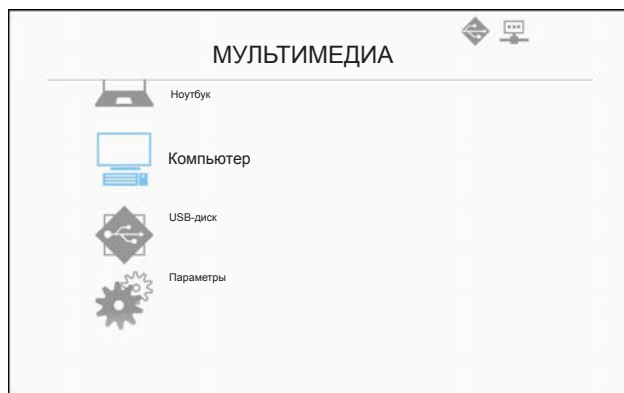 МУЛЬТИМЕДИА
Ноутбук
Компьютер
USB-диск
Параметры